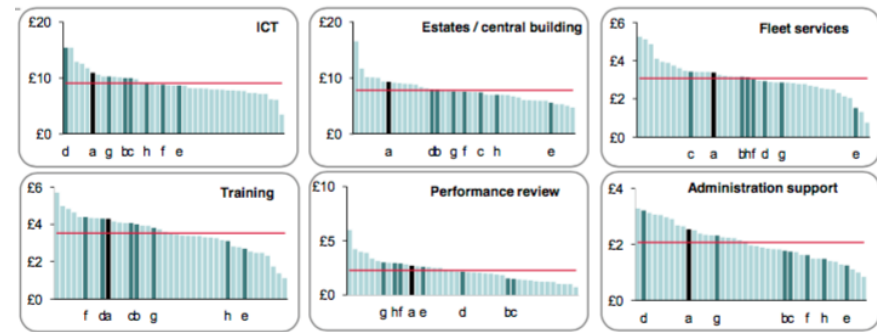 ICT
£20
£10
£0
d a g bc h f e
Estates / central building
£20
£10
£0
a db g f c h e
Fleet services
£6
£4
£2
£0
c a bhf d g e
Training
£6
£4
£2
£0
f da db g h e
Performance review
£10
£5
£0
g hf a e d bc
Administration support
£4
£2
£0
d a g bc f h e